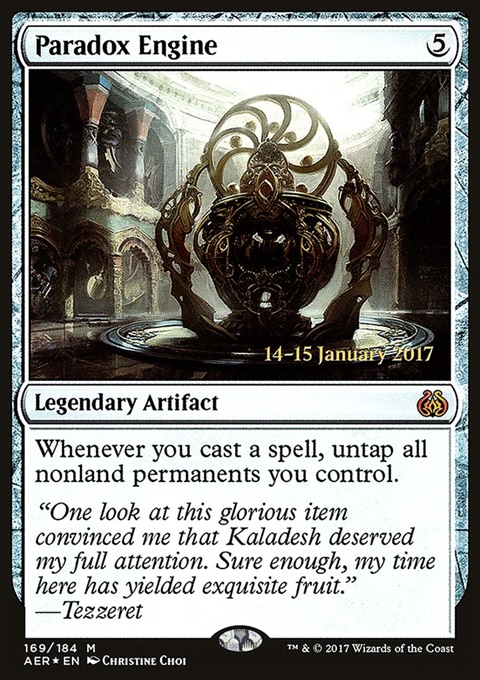 Paradox Engine 5
14–15 January 2017
Legendary Artifact
Whenever you cast a spell, untap all
nonland permanents you control.
“One look at this glorious item
convinced me that Kaladesh deserved
my full attention. Sure enough, my time
here has yielded exquisite fruit.”
—Tezzeret
169/184 M
AER★EN Christine Choi
™ & © 2017 Wizards of the Coast